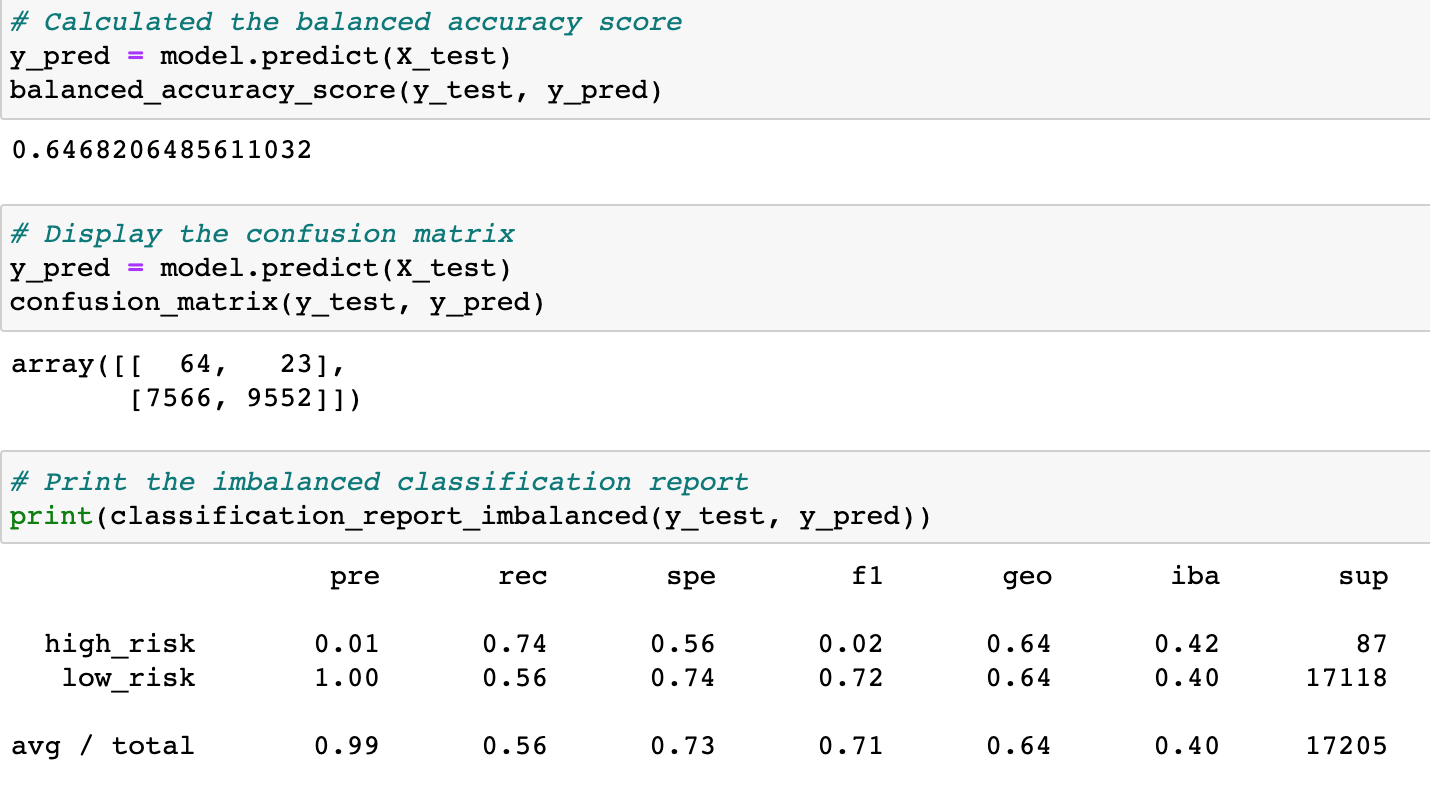 # Calculated the balanced accuracy score
y_pred = model.predict(X_test)
balanced_accuracy_score(y_test, y_pred)
0.6468206485611032
# Display the confusion matrix
y_pred = model.predict(X_test)
confusion_matrix(y_test, y_pred)
array([[  64,   23],
       [7566, 9552]])
# Print the imbalanced classification report
print(classification_report_imbalanced(y_test, y_pred))
                   pre       rec       spe        f1       geo       iba       sup
  high_risk       0.01      0.74      0.56      0.02      0.64      0.42        87
   low_risk       1.00      0.56      0.74      0.72      0.64      0.40     17118
avg / total       0.99      0.56      0.73      0.71      0.64      0.40     17205